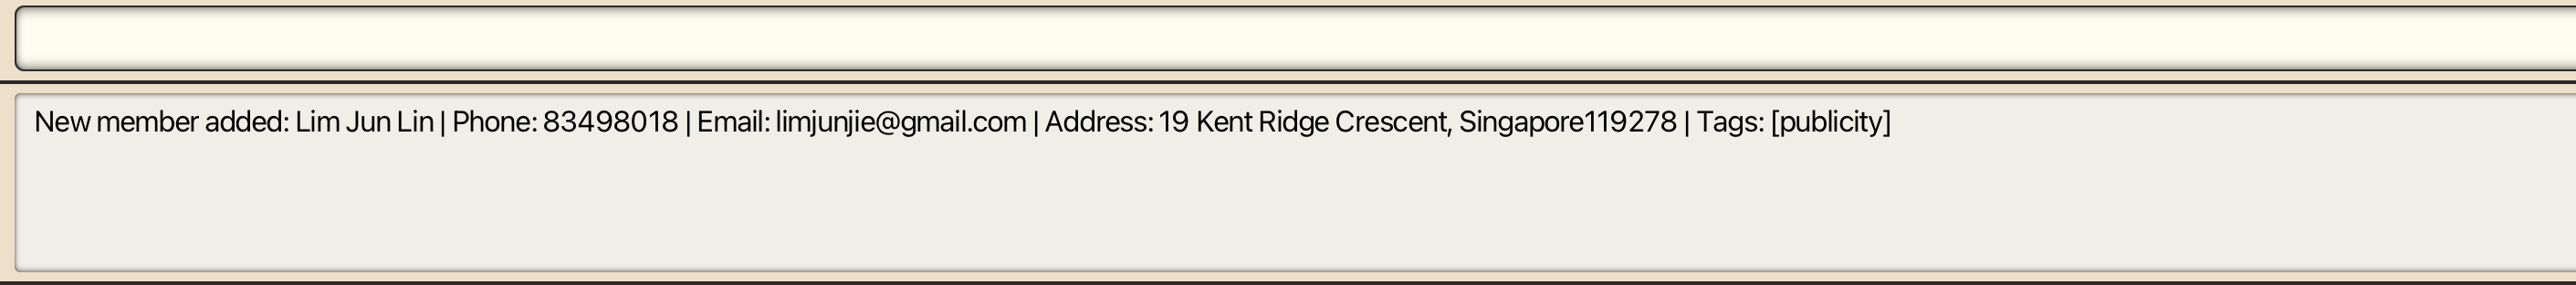 New member added: Lim Jun Lin | Phone: 83498018 | Email: limjunjie@gmail.com | Address: 19 Kent Ridge Crescent, Singapore119278 | Tags: [publicity]